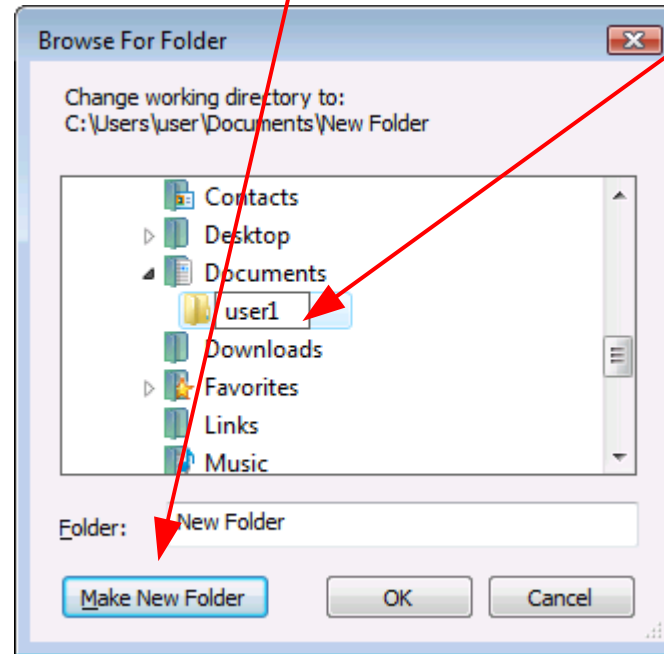 Browse For Folder
Change working directory to:
C:\Users\user\Documents\New Folder
Contacts
Desktop
Documents
user1
Downloads
Favorites
Links
Music
Folder: New Folder
Make New Folder OK Cancel